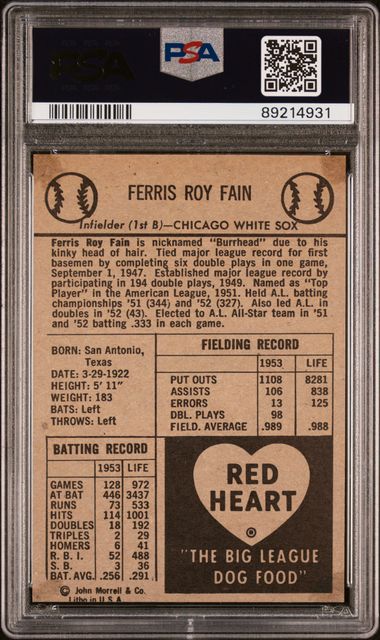 PSA
PSA
89214931
FERRIS ROY FAIN
Infielder (1st B)—CHICAGO WHITE SOX
Ferris Roy Fain is nicknamed "Burrhead" due to his
kinky head of hair. Tied major league record for first
basemen by completing six double plays in one game,
September 1, 1947. Established major league record by
participating in 194 double plays, 1949. Named as "Top
Player" in the American League, 1951. Held A.L. batting
championships '51 (344) and '52 (327). Also led A.L. in
doubles in '52 (43). Elected to A.L. All-Star team in '51
and '52 batting .333 in each game.
BORN: San Antonio,
Texas
DATE: 3-29-1922
HEIGHT: 5' 11"
WEIGHT: 183
BATS: Left
THROWS: Left
FIELDING RECORD
1953 LIFE
PUT OUTS 1108 8281
ASSISTS 106 838
ERRORS 13 125
DBL. PLAYS 98
FIELD. AVERAGE .989 .988
BATTING RECORD
1953 LIFE
GAMES 128 972
AT BAT 446 3437
RUNS 73 533
HITS 114 1001
DOUBLES 18 192
TRIPLES 2 29
HOMERS 6 41
R. B. I. 52 488
S. B. 3 36
BAT. AVG. .256 .291
© John Morrell & Co.
Litho in U.S.A.
RED
HEART
®
"THE BIG LEAGUE
DOG FOOD"